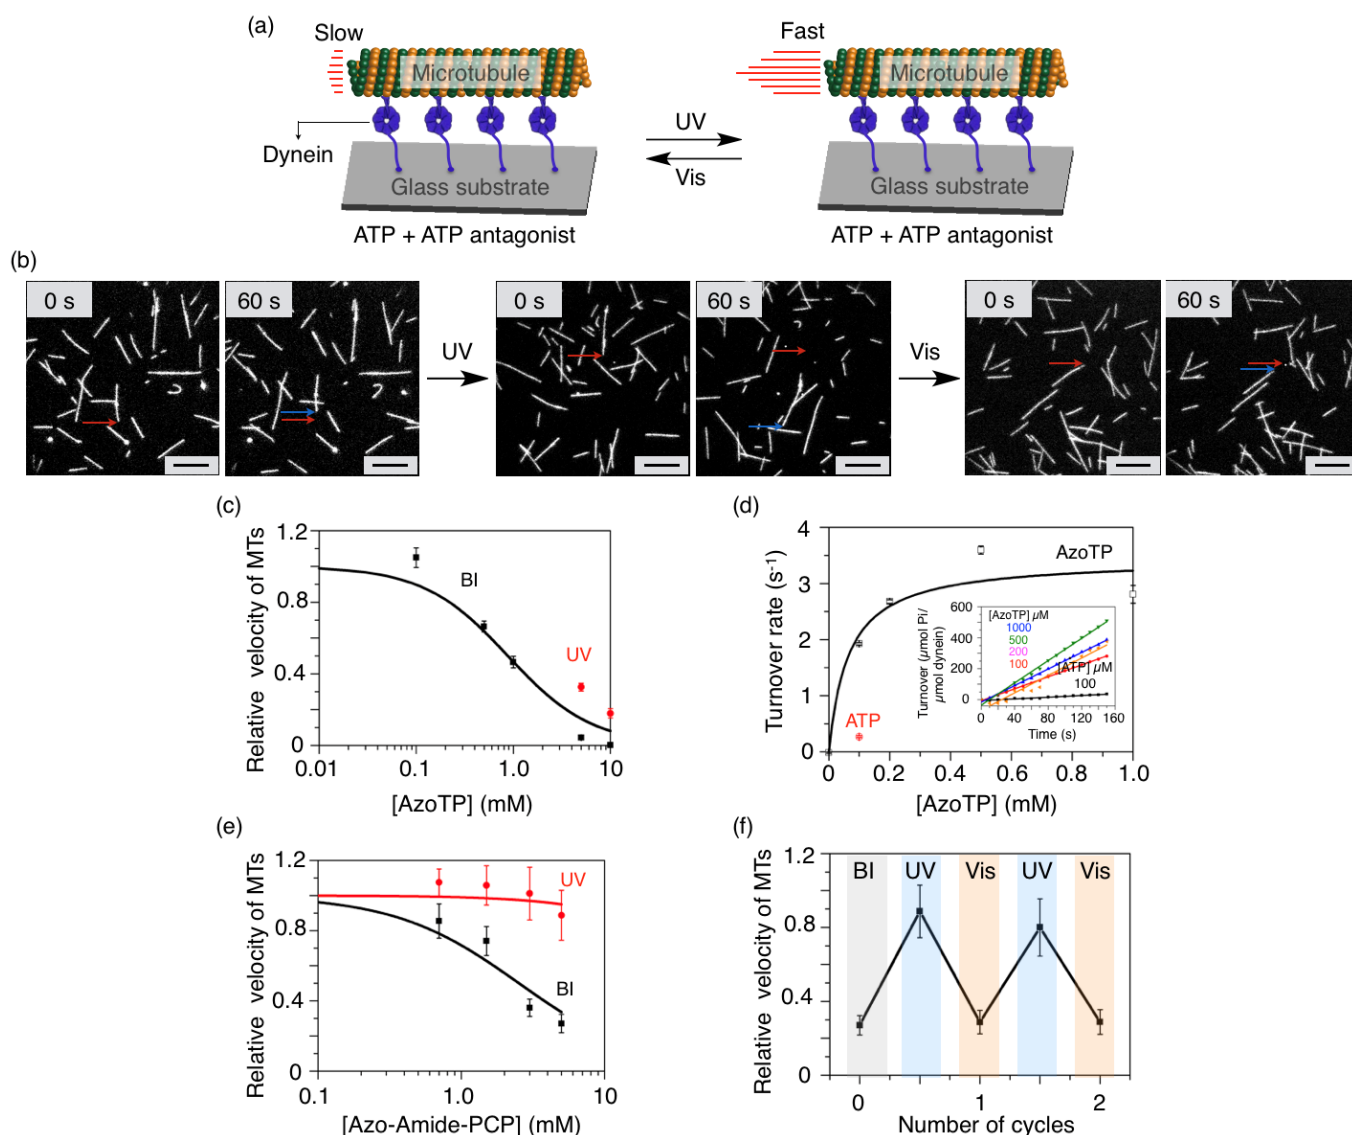 (a)
Slow
Fast
Microtubule
Microtubule
UV
Vis
Dynein
Glass substrate
Glass substrate
ATP + ATP antagonist
ATP + ATP antagonist
(b)
0 s
60 s
UV
0 s
60 s
Vis
0 s
60 s
(c)
Relative velocity of MTs
1.2
0.8
0.4
0
BI
UV
0.01
0.1
1.0
10
[AzoTP] (mM)
(d)
Turnover rate (s⁻¹)
4
3
2
1
0
AzoTP
ATP
Turnover (μmol Pi/
μmol dynein)
600
400
200
0
[AzoTP] μM
1000
500
200
100
[ATP] μM
100
0
40
80
120
160
Time (s)
0
0.2
0.4
0.6
0.8
1.0
[AzoTP] (mM)
(e)
Relative velocity of MTs
1.2
0.8
0.4
0
UV
BI
0.1
1.0
10
[Azo-Amide-PCP] (mM)
(f)
Relative velocity of MTs
1.2
0.8
0.4
0
BI
UV
Vis
UV
Vis
0
1
2
Number of cycles